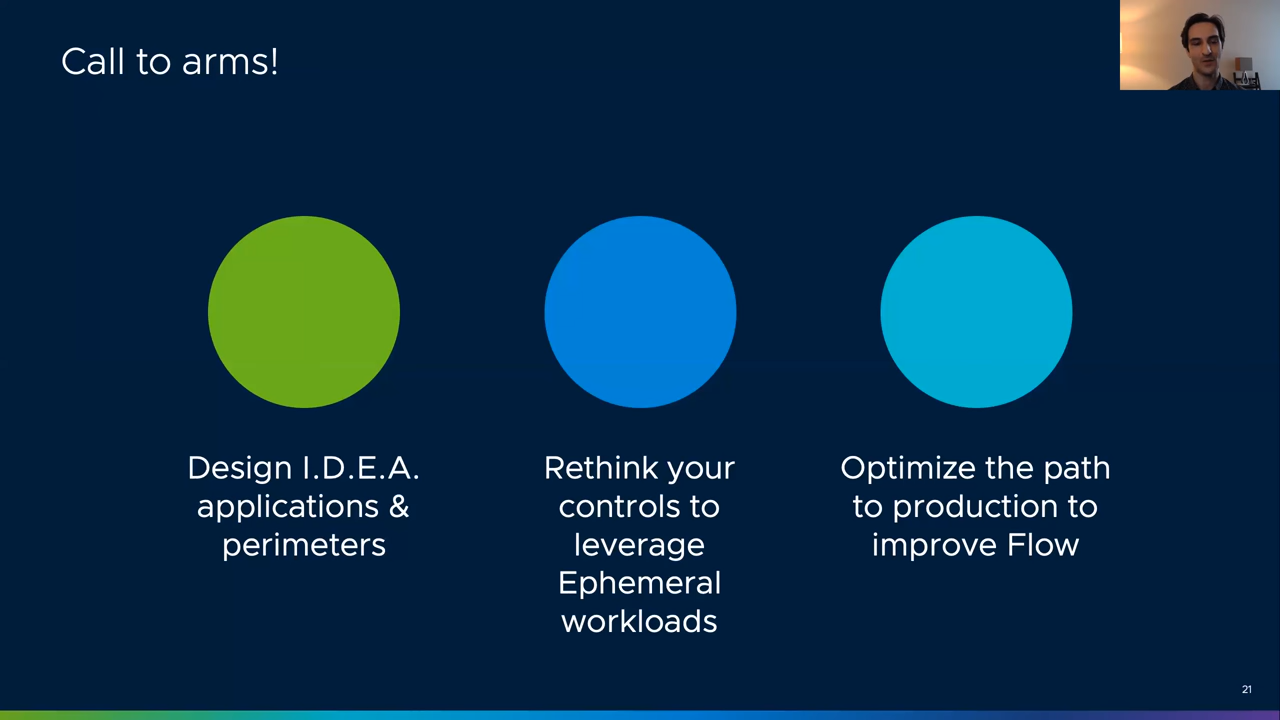 Call to arms!
Design I.D.E.A.
applications &
perimeters
Rethink your
controls to
leverage
Ephemeral
workloads
Optimize the path
to production to
improve Flow
21